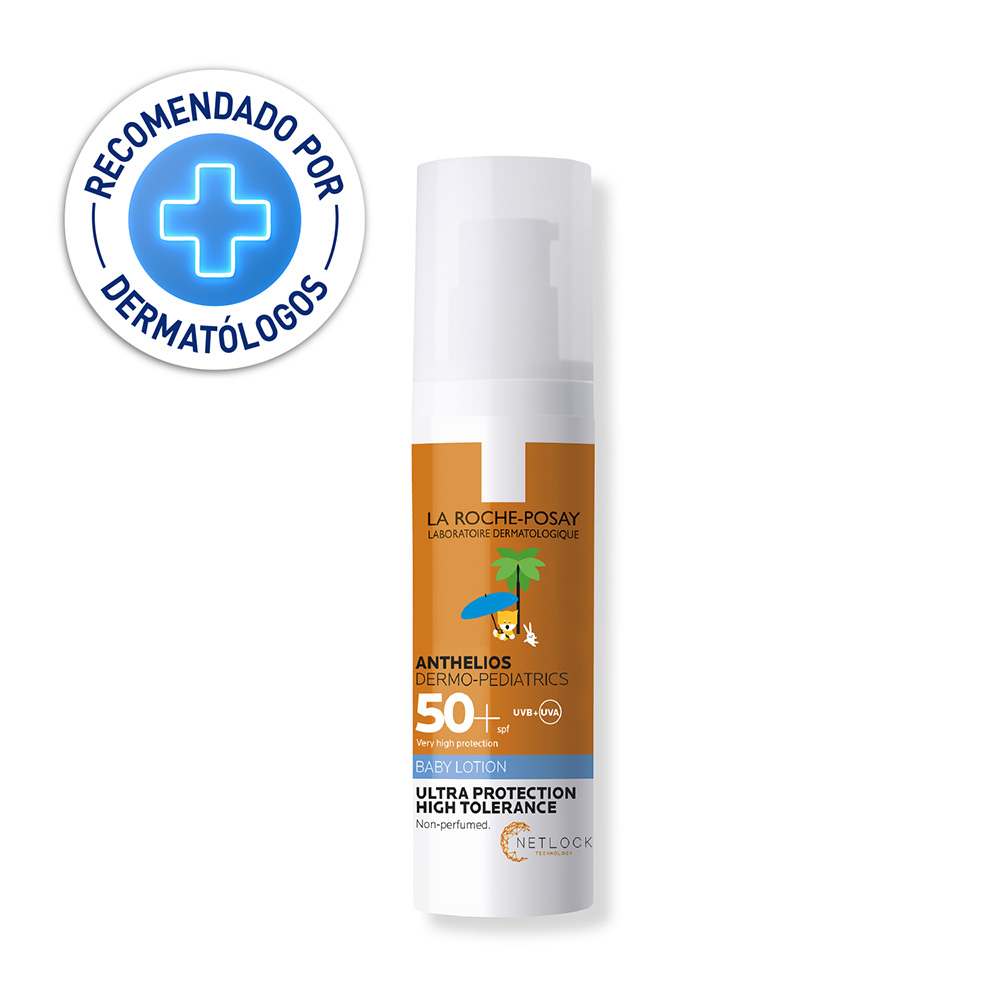 RECOMENDADO POR
DERMATÓLOGOS
LA ROCHE-POSAY
LABORATOIRE DERMATOLOGIQUE
ANTHELIOS
DERMO-PEDIATRICS
50+ spf UVB+UVA
Very high protection
BABY LOTION
ULTRA PROTECTION
HIGH TOLERANCE
Non-perfumed.
NETLOCK
TECHNOLOGY